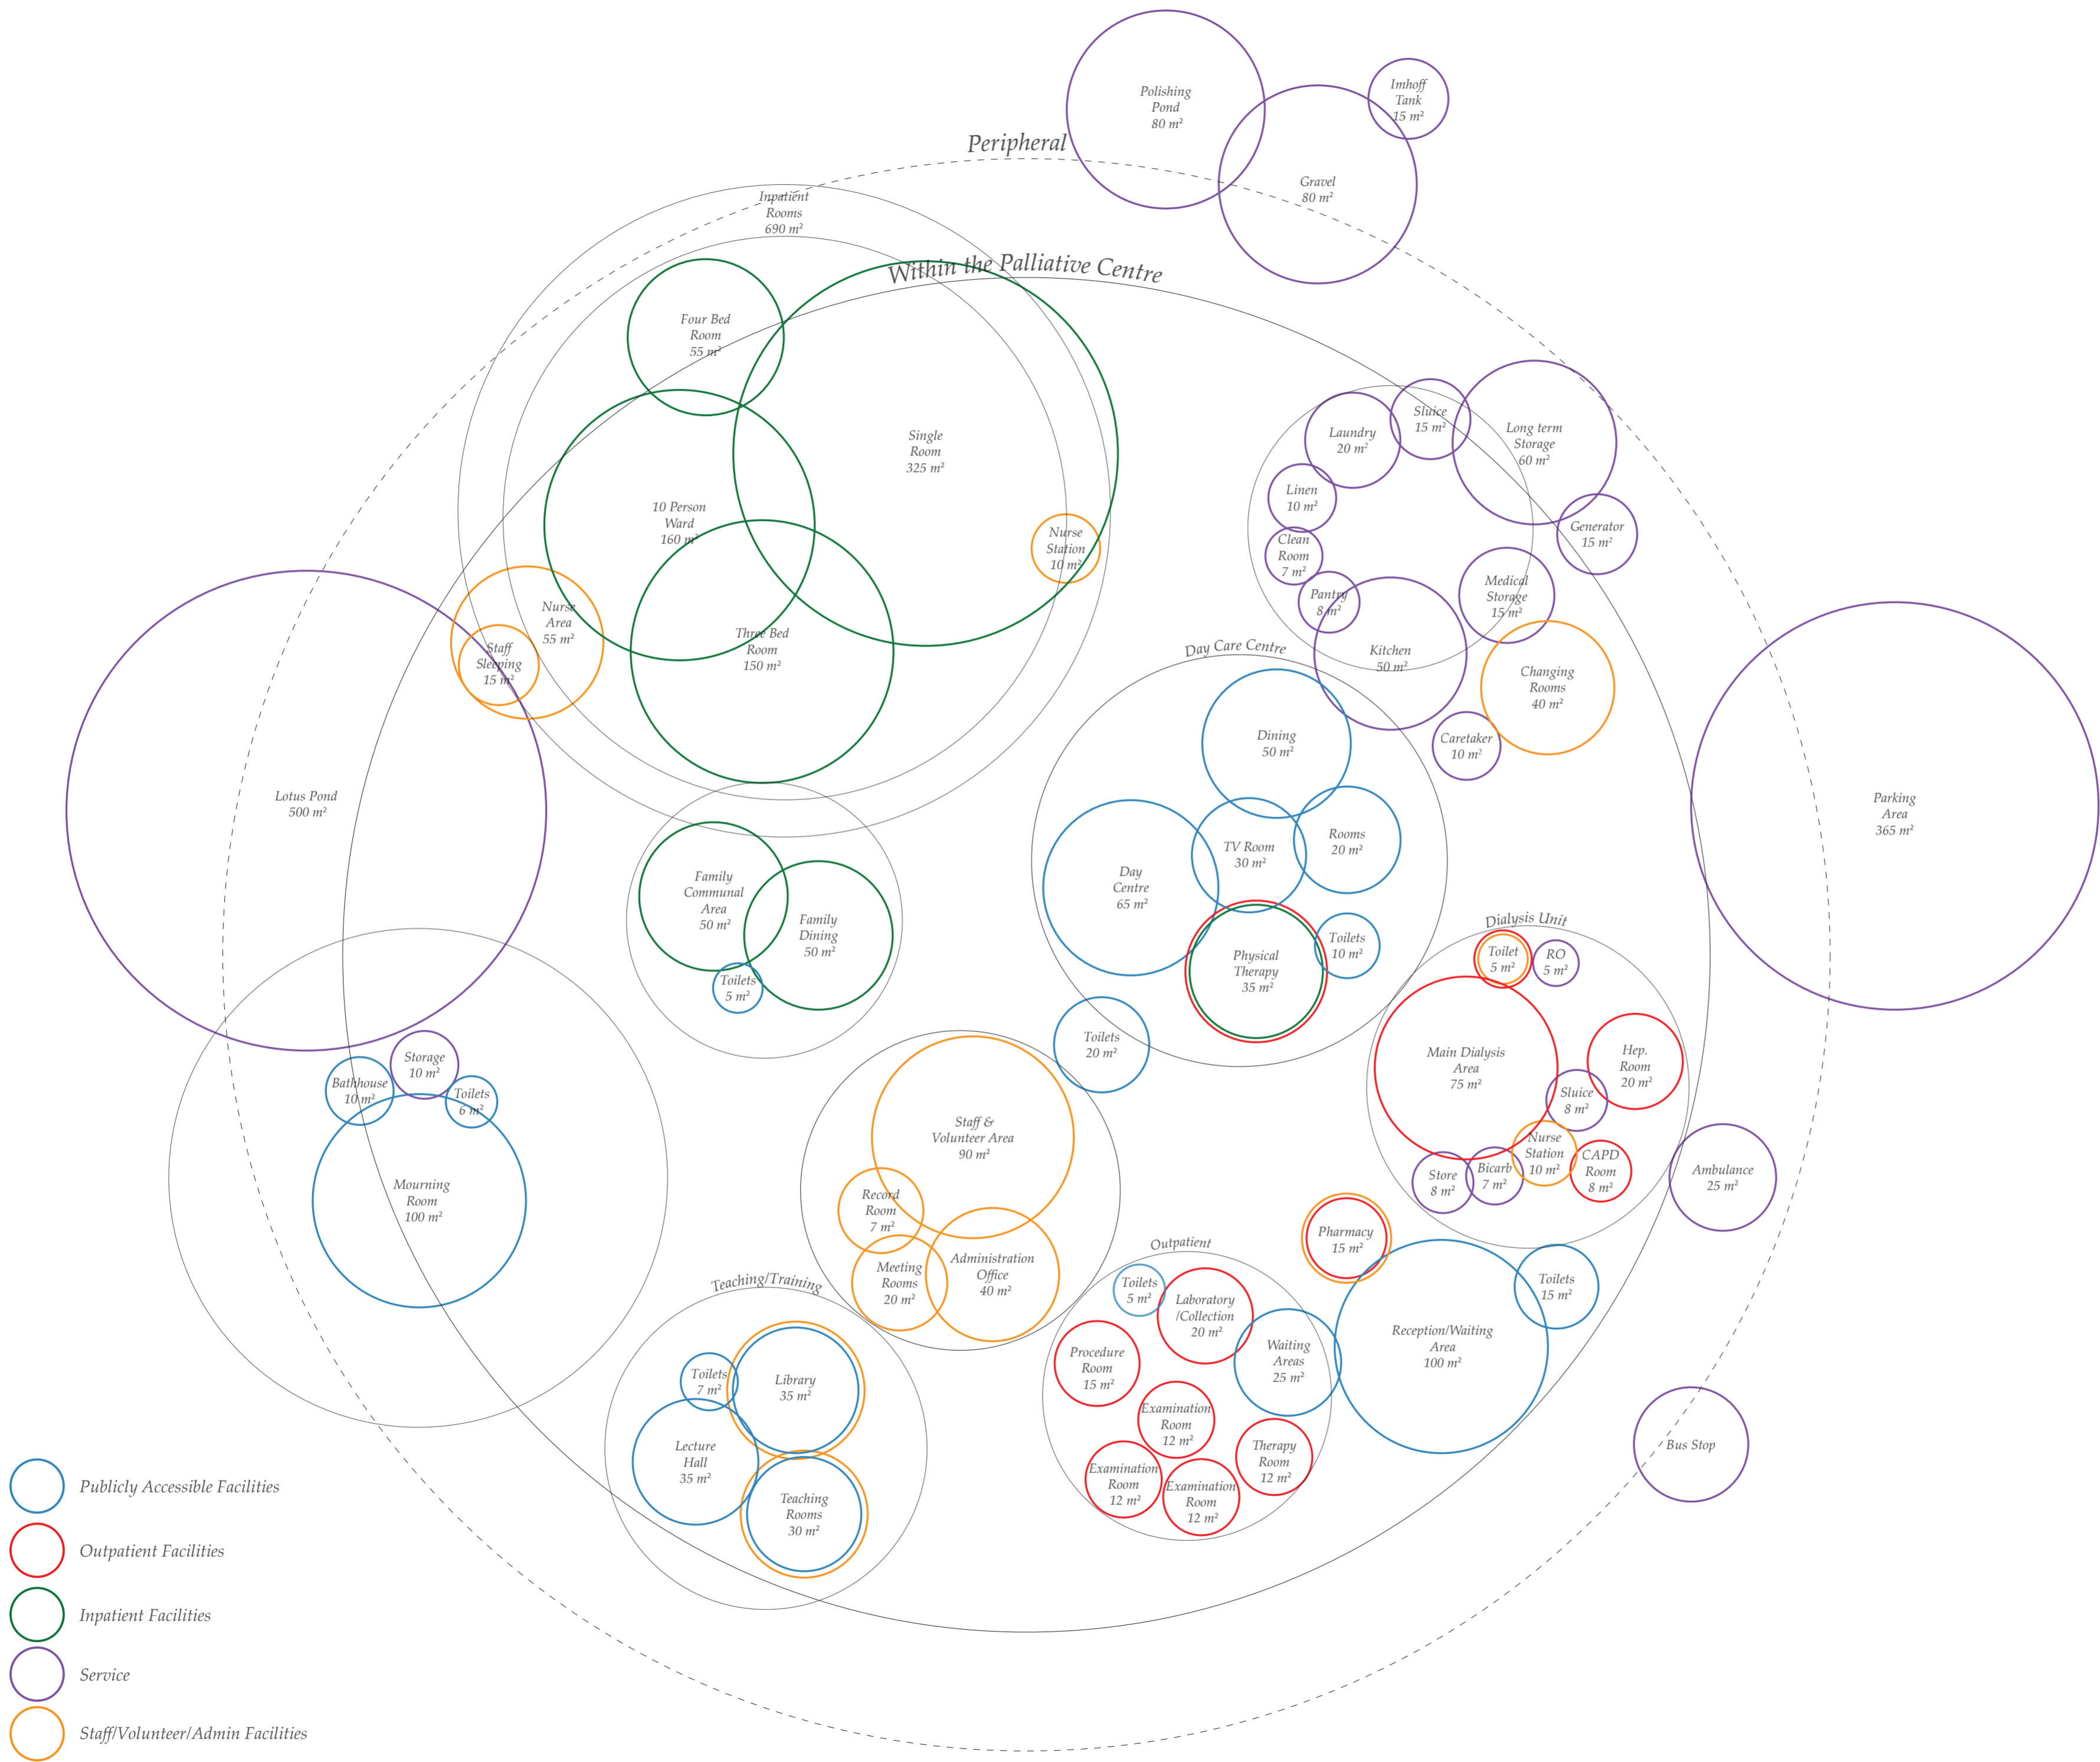 Polishing
Pond
80 m²
Imhoff
Tank
15 m²
Gravel
80 m²
Peripheral
Within the Palliative Centre
Inpatient
Rooms
690 m²
Four Bed
Room
55 m²
Single
Room
325 m²
10 Person
Ward
160 m²
Three Bed
Room
150 m²
Nurse
Station
10 m²
Nurse
Area
55 m²
Staff
Sleeping
15 m²
Laundry
20 m²
Sluice
15 m²
Long term
Storage
60 m²
Linen
10 m²
Generator
15 m²
Clean
Room
7 m²
Pantry
8 m²
Medical
Storage
15 m²
Kitchen
50 m²
Changing
Rooms
40 m²
Caretaker
10 m²
Lotus Pond
500 m²
Parking
Area
365 m²
Day Care Centre
Dining
50 m²
TV Room
30 m²
Rooms
20 m²
Day
Centre
65 m²
Physical
Therapy
35 m²
Toilets
10 m²
Toilets
20 m²
Family
Communal
Area
50 m²
Family
Dining
50 m²
Toilets
5 m²
Dialysis Unit
Toilet
5 m²
RO
5 m²
Main Dialysis
Area
75 m²
Hep.
Room
20 m²
Sluice
8 m²
Nurse
Station
10 m²
CAPD
Room
8 m²
Store
8 m²
Bicarb
7 m²
Ambulance
25 m²
Storage
10 m²
Bathhouse
10 m²
Toilets
6 m²
Mourning
Room
100 m²
Staff &
Volunteer Area
90 m²
Record
Room
7 m²
Meeting
Rooms
20 m²
Administration
Office
40 m²
Pharmacy
15 m²
Reception/Waiting
Area
100 m²
Toilets
15 m²
Outpatient
Toilets
5 m²
Laboratory
/Collection
20 m²
Waiting
Areas
25 m²
Procedure
Room
15 m²
Examination
Room
12 m²
Examination
Room
12 m²
Examination
Room
12 m²
Therapy
Room
12 m²
Bus Stop
Teaching/Training
Toilets
7 m²
Library
35 m²
Lecture
Hall
35 m²
Teaching
Rooms
30 m²
Publicly Accessible Facilities
Outpatient Facilities
Inpatient Facilities
Service
Staff/Volunteer/Admin Facilities